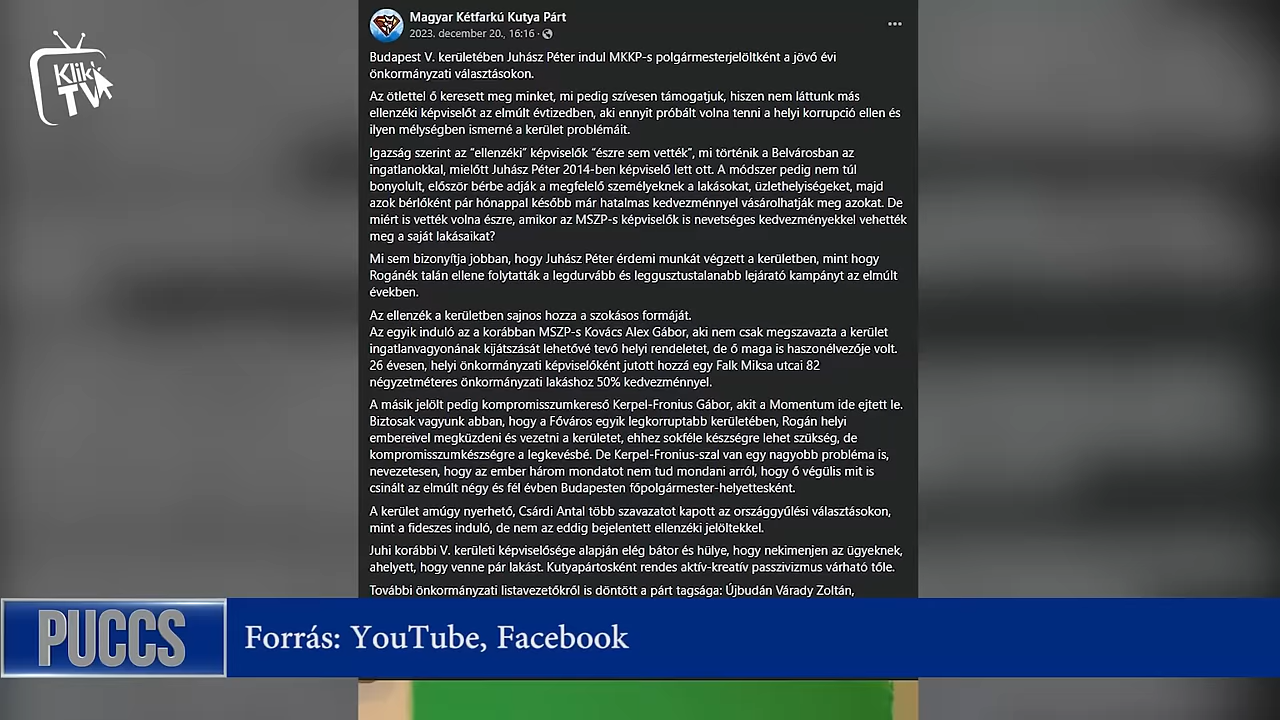 Klikk
TV
Magyar Kétfarkú Kutya Párt
2023. december 20., 16:16 ·
Budapest V. kerületében Juhász Péter indul MKKP-s polgármesterjelöltként a jövő évi
önkormányzati választásokon.
Az ötlettel ő keresett meg minket, mi pedig szívesen támogatjuk, hiszen nem láttunk más
ellenzéki képviselőt az elmúlt évtizedben, aki ennyit próbált volna tenni a helyi korrupció ellen és
ilyen mélységben ismerné a kerület problémáit.
Igazság szerint az "ellenzéki" képviselők "észre sem vették", mi történik a Belvárosban az
ingatlanokkal, mielőtt Juhász Péter 2014-ben képviselő lett ott. A módszer pedig nem túl
bonyolult, először bérbe adják a megfelelő személyeknek a lakásokat, üzlethelyiségeket, majd
azok bérlőként pár hónappal később már hatalmas kedvezménnyel vásárolhatják meg azokat. De
miért is vették volna észre, amikor az MSZP-s képviselők is nevetséges kedvezményekkel vehették
meg a saját lakásaikat?
Mi sem bizonyítja jobban, hogy Juhász Péter érdemi munkát végzett a kerületben, mint hogy
Rogánék talán ellene folytatták a legdurvább és leggusztustalanabb lejárató kampányt az elmúlt
években.
Az ellenzék a kerületben sajnos hozza a szokásos formáját.
Az egyik induló az a korábban MSZP-s Kovács Alex Gábor, aki nem csak megszavazta a kerület
ingatlanvagyonának kijátszását lehetővé tevő helyi rendeletet, de ő maga is haszonélvezője volt.
26 évesen, helyi önkormányzati képviselőként jutott hozzá egy Falk Miksa utcai 82
négyzetméteres önkormányzati lakáshoz 50% kedvezménnyel.
A másik jelölt pedig kompromisszumkereső Kerpel-Fronius Gábor, akit a Momentum ide ejtett le.
Biztosak vagyunk abban, hogy a Főváros egyik legkorruptabb kerületében, Rogán helyi
embereivel megküzdeni és vezetni a kerületet, ehhez sokféle készségre lehet szükség, de
kompromisszumkészségre a legkevésbé. De Kerpel-Fronius-szal van egy nagyobb probléma is,
nevezetesen, hogy az ember három mondatot nem tud mondani arról, hogy ő végülis mit is
csinált az elmúlt négy és fél évben Budapesten főpolgármester-helyettesként.
A kerület amúgy nyerhető, Csárdi Antal több szavazatot kapott az országgyűlési választásokon,
mint a fideszes induló, de nem az eddig bejelentett ellenzéki jelöltekkel.
Juhi korábbi V. kerületi képviselősége alapján elég bátor és hülye, hogy nekimenjen az ügyeknek,
ahelyett, hogy venne pár lakást. Kutyapártosként rendes aktív-kreatív passzivizmus várható tőle.
További önkormányzati listavezetőkről is döntött a párt tagsága: Újbudán Várady Zoltán,
PUCCS
Forrás: YouTube, Facebook